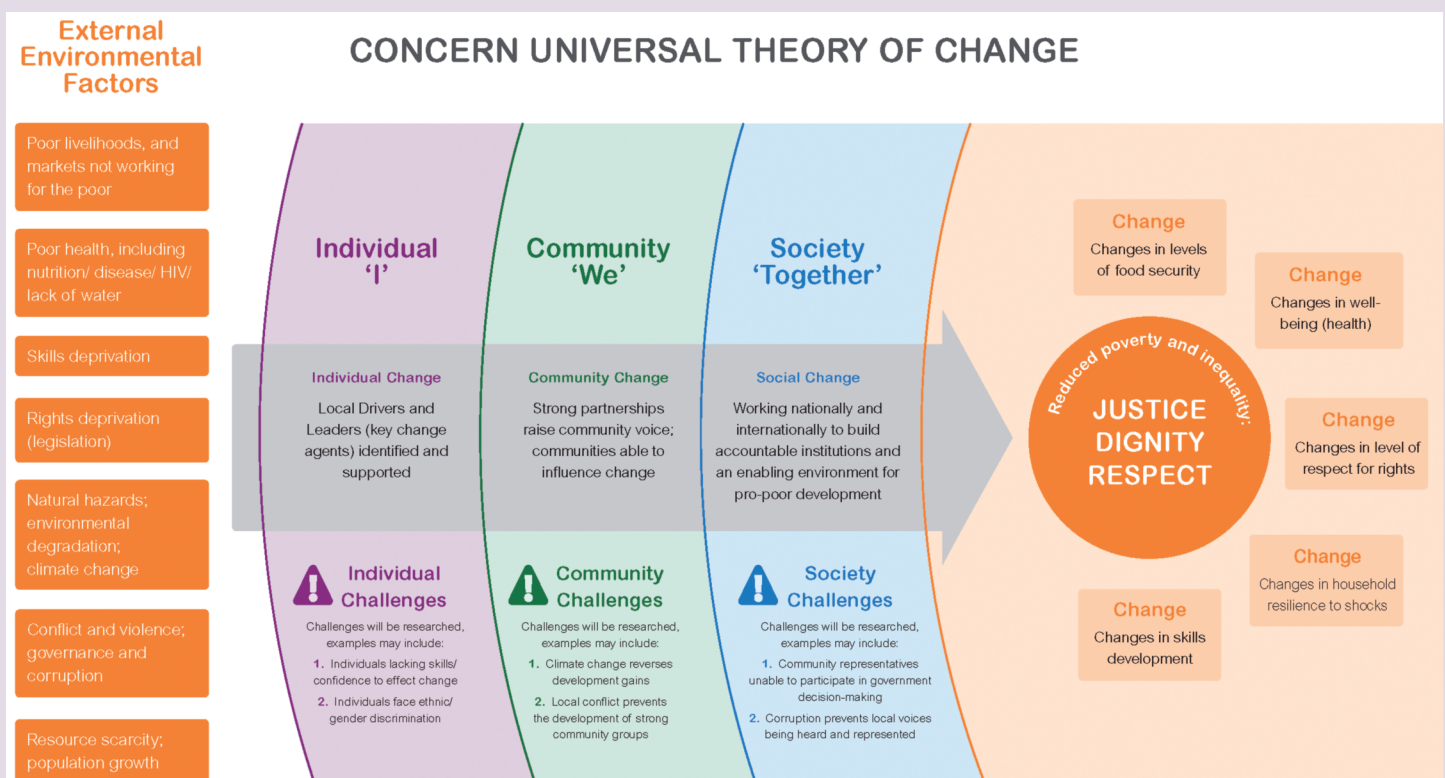 External
Environmental
Factors
CONCERN UNIVERSAL THEORY OF CHANGE
Poor livelihoods, and
markets not working
for the poor
Poor health, including
nutrition/ disease/ HIV/
lack of water
Skills deprivation
Rights deprivation
(legislation)
Natural hazards;
environmental
degradation;
climate change
Conflict and violence;
governance and
corruption
Resource scarcity;
population growth
Individual
‘I’
Individual Change
Local Drivers and
Leaders (key change
agents) identified and
supported
Individual
Challenges
Challenges will be researched,
examples may include:
1. Individuals lacking skills/
confidence to effect change
2. Individuals face ethnic/
gender discrimination
Community
‘We’
Community Change
Strong partnerships
raise community voice;
communities able to
influence change
Community
Challenges
Challenges will be researched,
examples may include:
1. Climate change reverses
development gains
2. Local conflict prevents
the development of strong
community groups
Society
‘Together’
Social Change
Working nationally and
internationally to build
accountable institutions and
an enabling environment for
pro-poor development
Society
Challenges
Challenges will be researched,
examples may include:
1. Community representatives
unable to participate in government
decision-making
2. Corruption prevents local voices
being heard and represented
Reduced poverty and inequality:
JUSTICE
DIGNITY
RESPECT
Change
Changes in levels
of food security
Change
Changes in well-
being (health)
Change
Changes in level of
respect for rights
Change
Changes in household
resilience to shocks
Change
Changes in skills
development